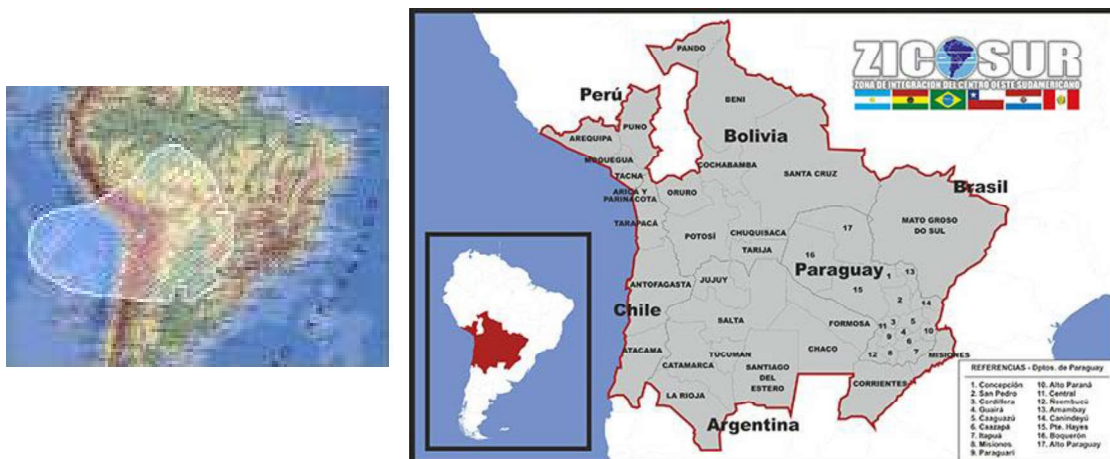 ZICOSUR
ZONA DE INTEGRACIÓN DEL CENTRO OESTE SUDAMERICANO
PANDO
Perú
BENI
PUNO
Bolivia
AREQUIPA
MOQUEGUA
COCHABAMBA
TACNA
SANTA CRUZ
ARICA Y
PARINACOTA
ORURO
Brasil
TARAPACÁ
MATO GROSO
DO SUL
POTOSÍ
CHUQUISACA
17
TARIJA
16
Paraguay
1
13
ANTOFAGASTA
JUJUY
15
2
14
Chile
SALTA
FORMOSA
11
3
5
4
10
9
6
ATACAMA
TUCUMAN
CHACO
12
8
7
MISIONES
CATAMARCA
SANTIAGO
DEL
ESTERO
CORRIENTES
LA RIOJA
Argentina
REFERENCIAS - Dptos. de Paraguay
1. Concepción
2. San Pedro
3. Cordillera
4. Guairá
5. Caaguazú
6. Caazapá
7. Itapuá
8. Misiones
9. Paraguarí
10. Alto Paraná
11. Central
12. Ñeembucú
13. Amambay
14. Canindeyú
15. Pte. Hayes
16. Boquerón
17. Alto Paraguay